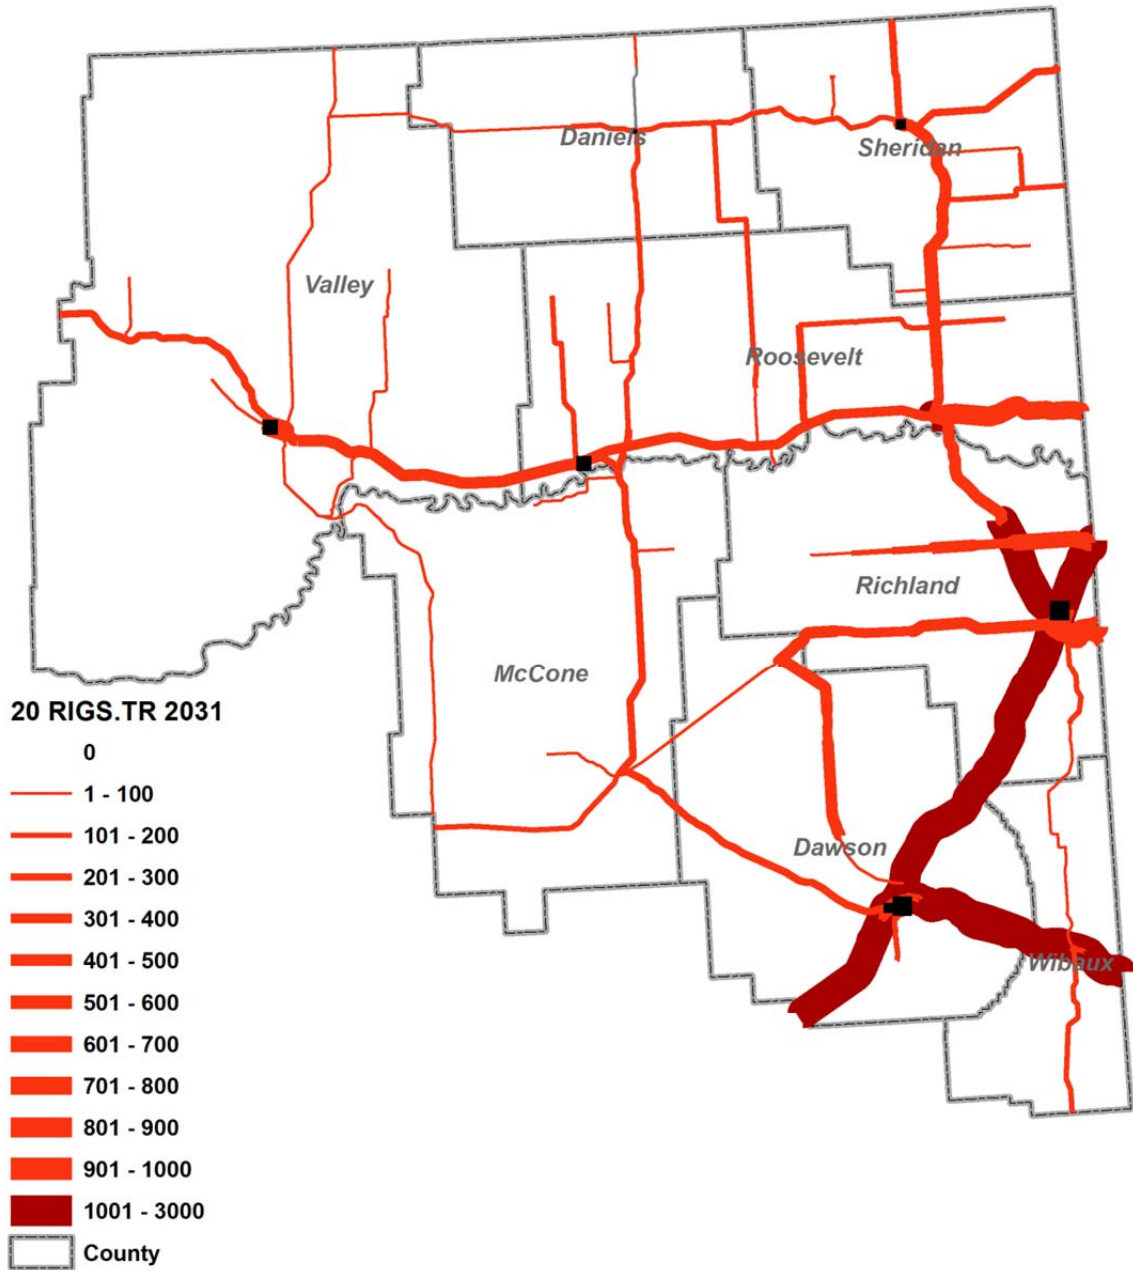 Daniels
Sheridan
Valley
Roosevelt
Richland
McCone
Dawson
Wibaux
20 RIGS.TR 2031
0
1 - 100
101 - 200
201 - 300
301 - 400
401 - 500
501 - 600
601 - 700
701 - 800
801 - 900
901 - 1000
1001 - 3000
County